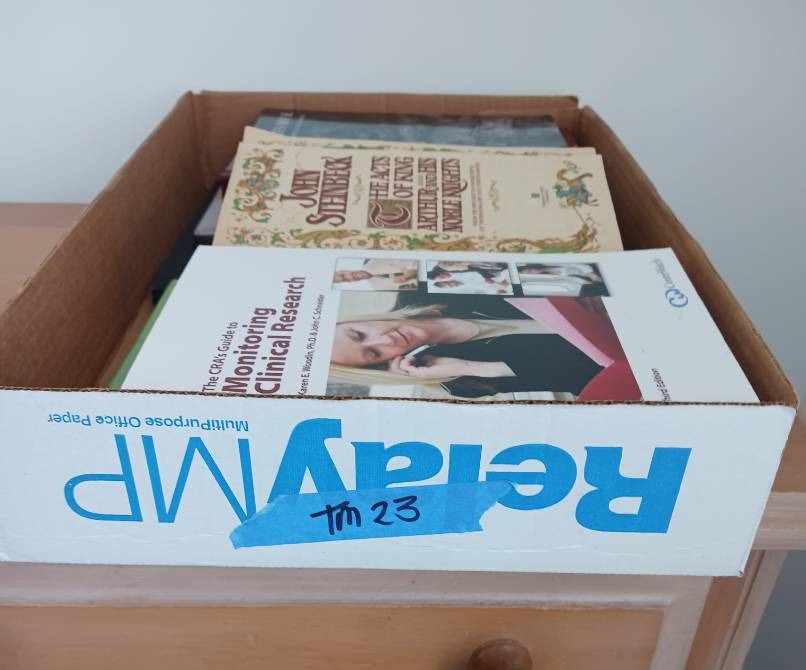 JOHN
STEINBECK
THE ACTS
OF KING
ARTHUR AND HIS
NOBLE KNIGHTS
The CRA's Guide to
Monitoring
Clinical Research
Karen E. Woodin, Ph.D. & John C. Schneider
CenterWatch
Third Edition
RelayMP
MultiPurpose Office Paper
Tm 23